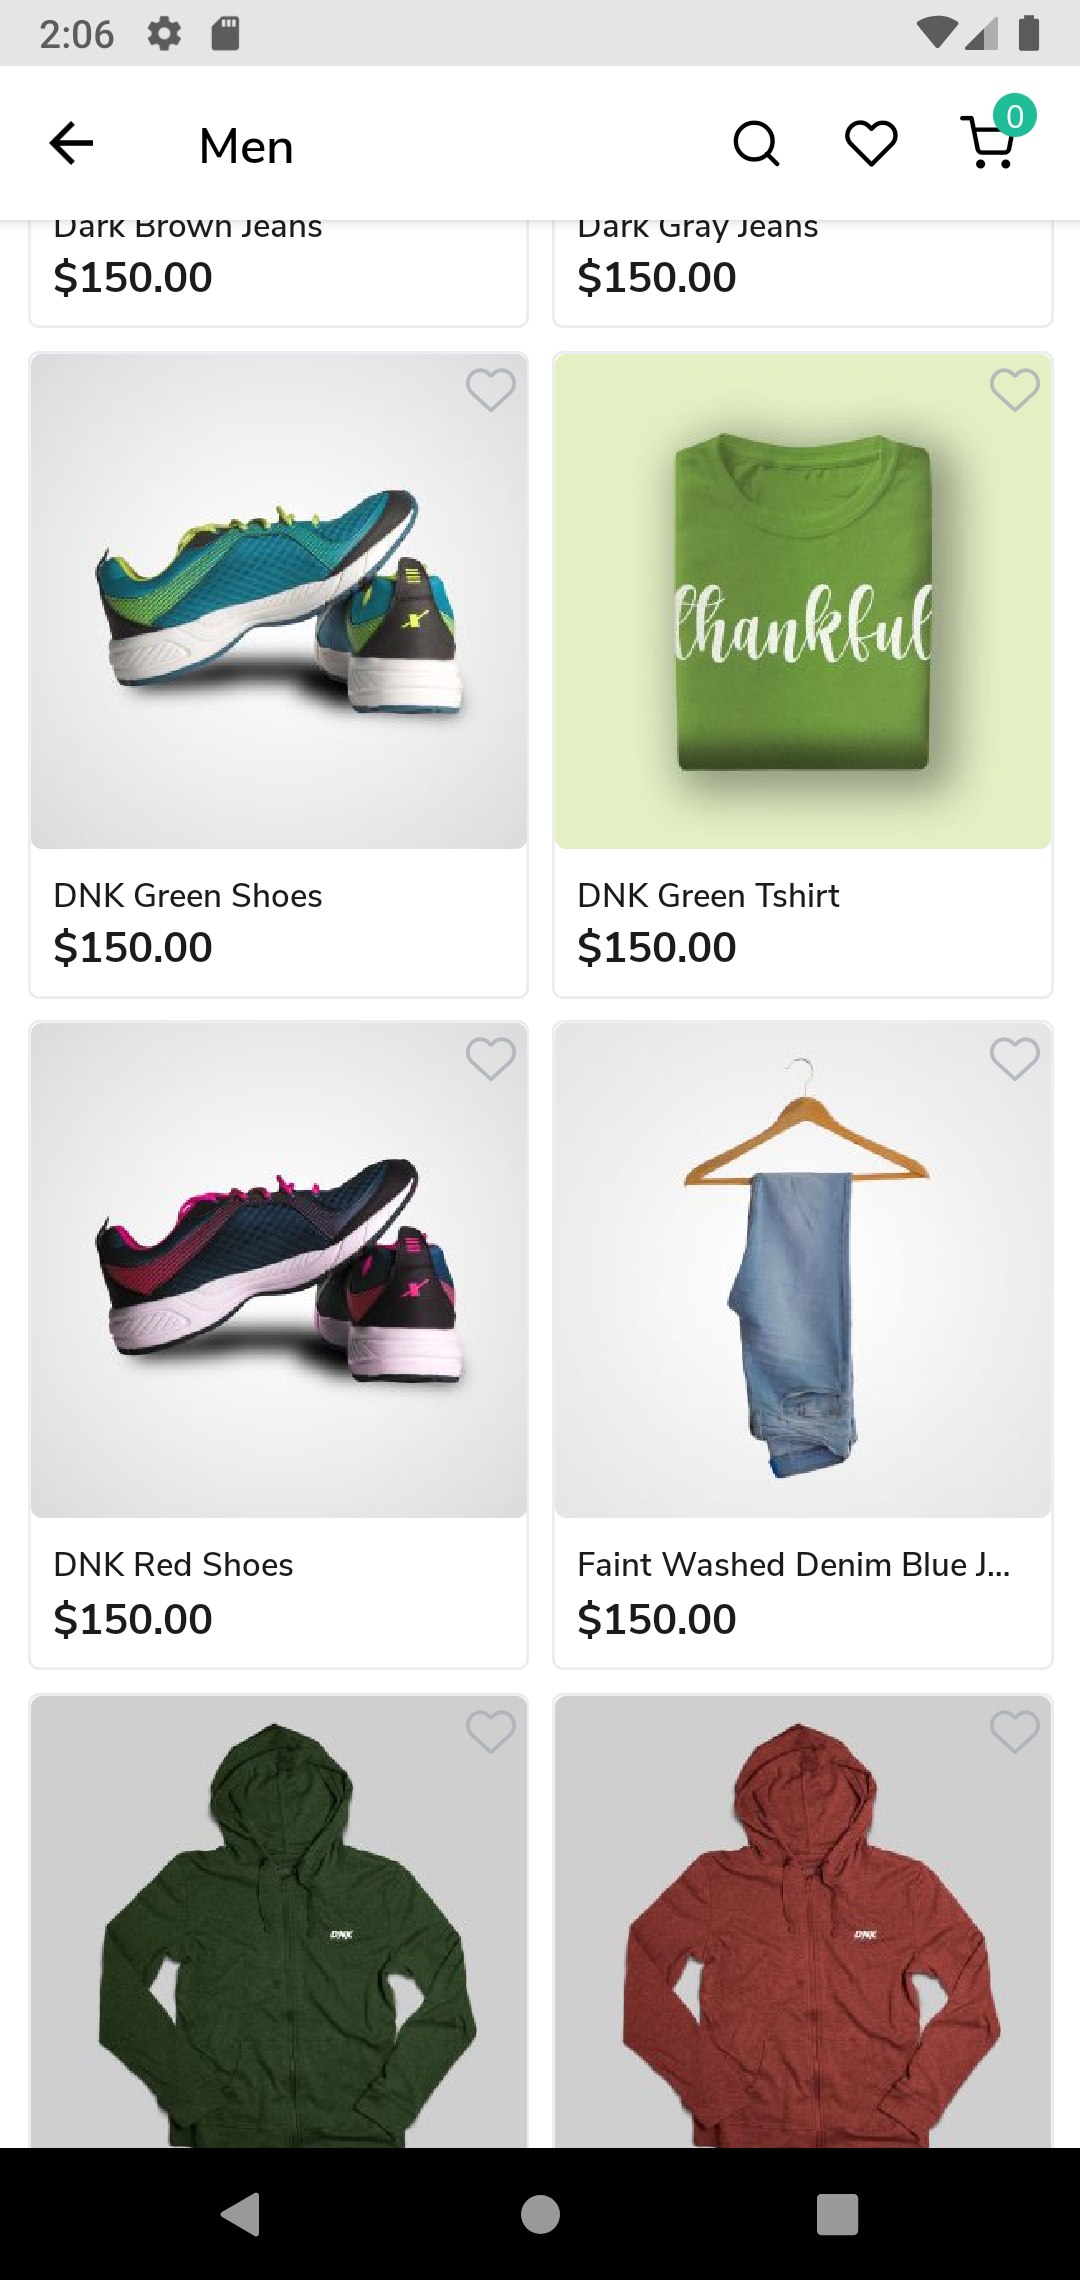 2:06
Men
0
Dark Brown Jeans
$150.00
Dark Gray Jeans
$150.00
thankful
DNK Green Shoes
$150.00
DNK Green Tshirt
$150.00
DNK Red Shoes
$150.00
Faint Washed Denim Blue J...
$150.00
DNK
DNK